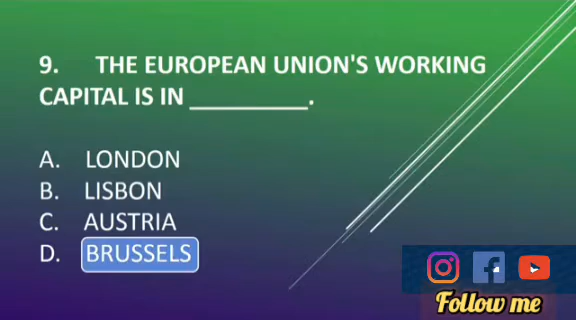 9. THE EUROPEAN UNION'S WORKING
CAPITAL IS IN __________.
A. LONDON
B. LISBON
C. AUSTRIA
D. BRUSSELS
Follow me